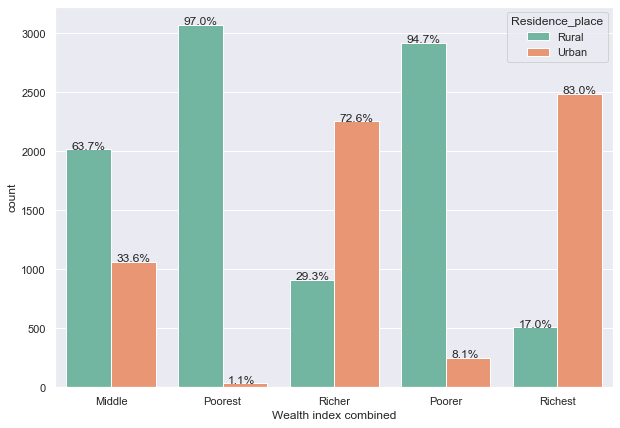 Residence_place
Rural
Urban
97.0%
94.7%
83.0%
72.6%
63.7%
33.6%
29.3%
17.0%
8.1%
1.1%
3000
2500
2000
1500
1000
500
0
count
Middle Poorest Richer Poorer Richest
Wealth index combined